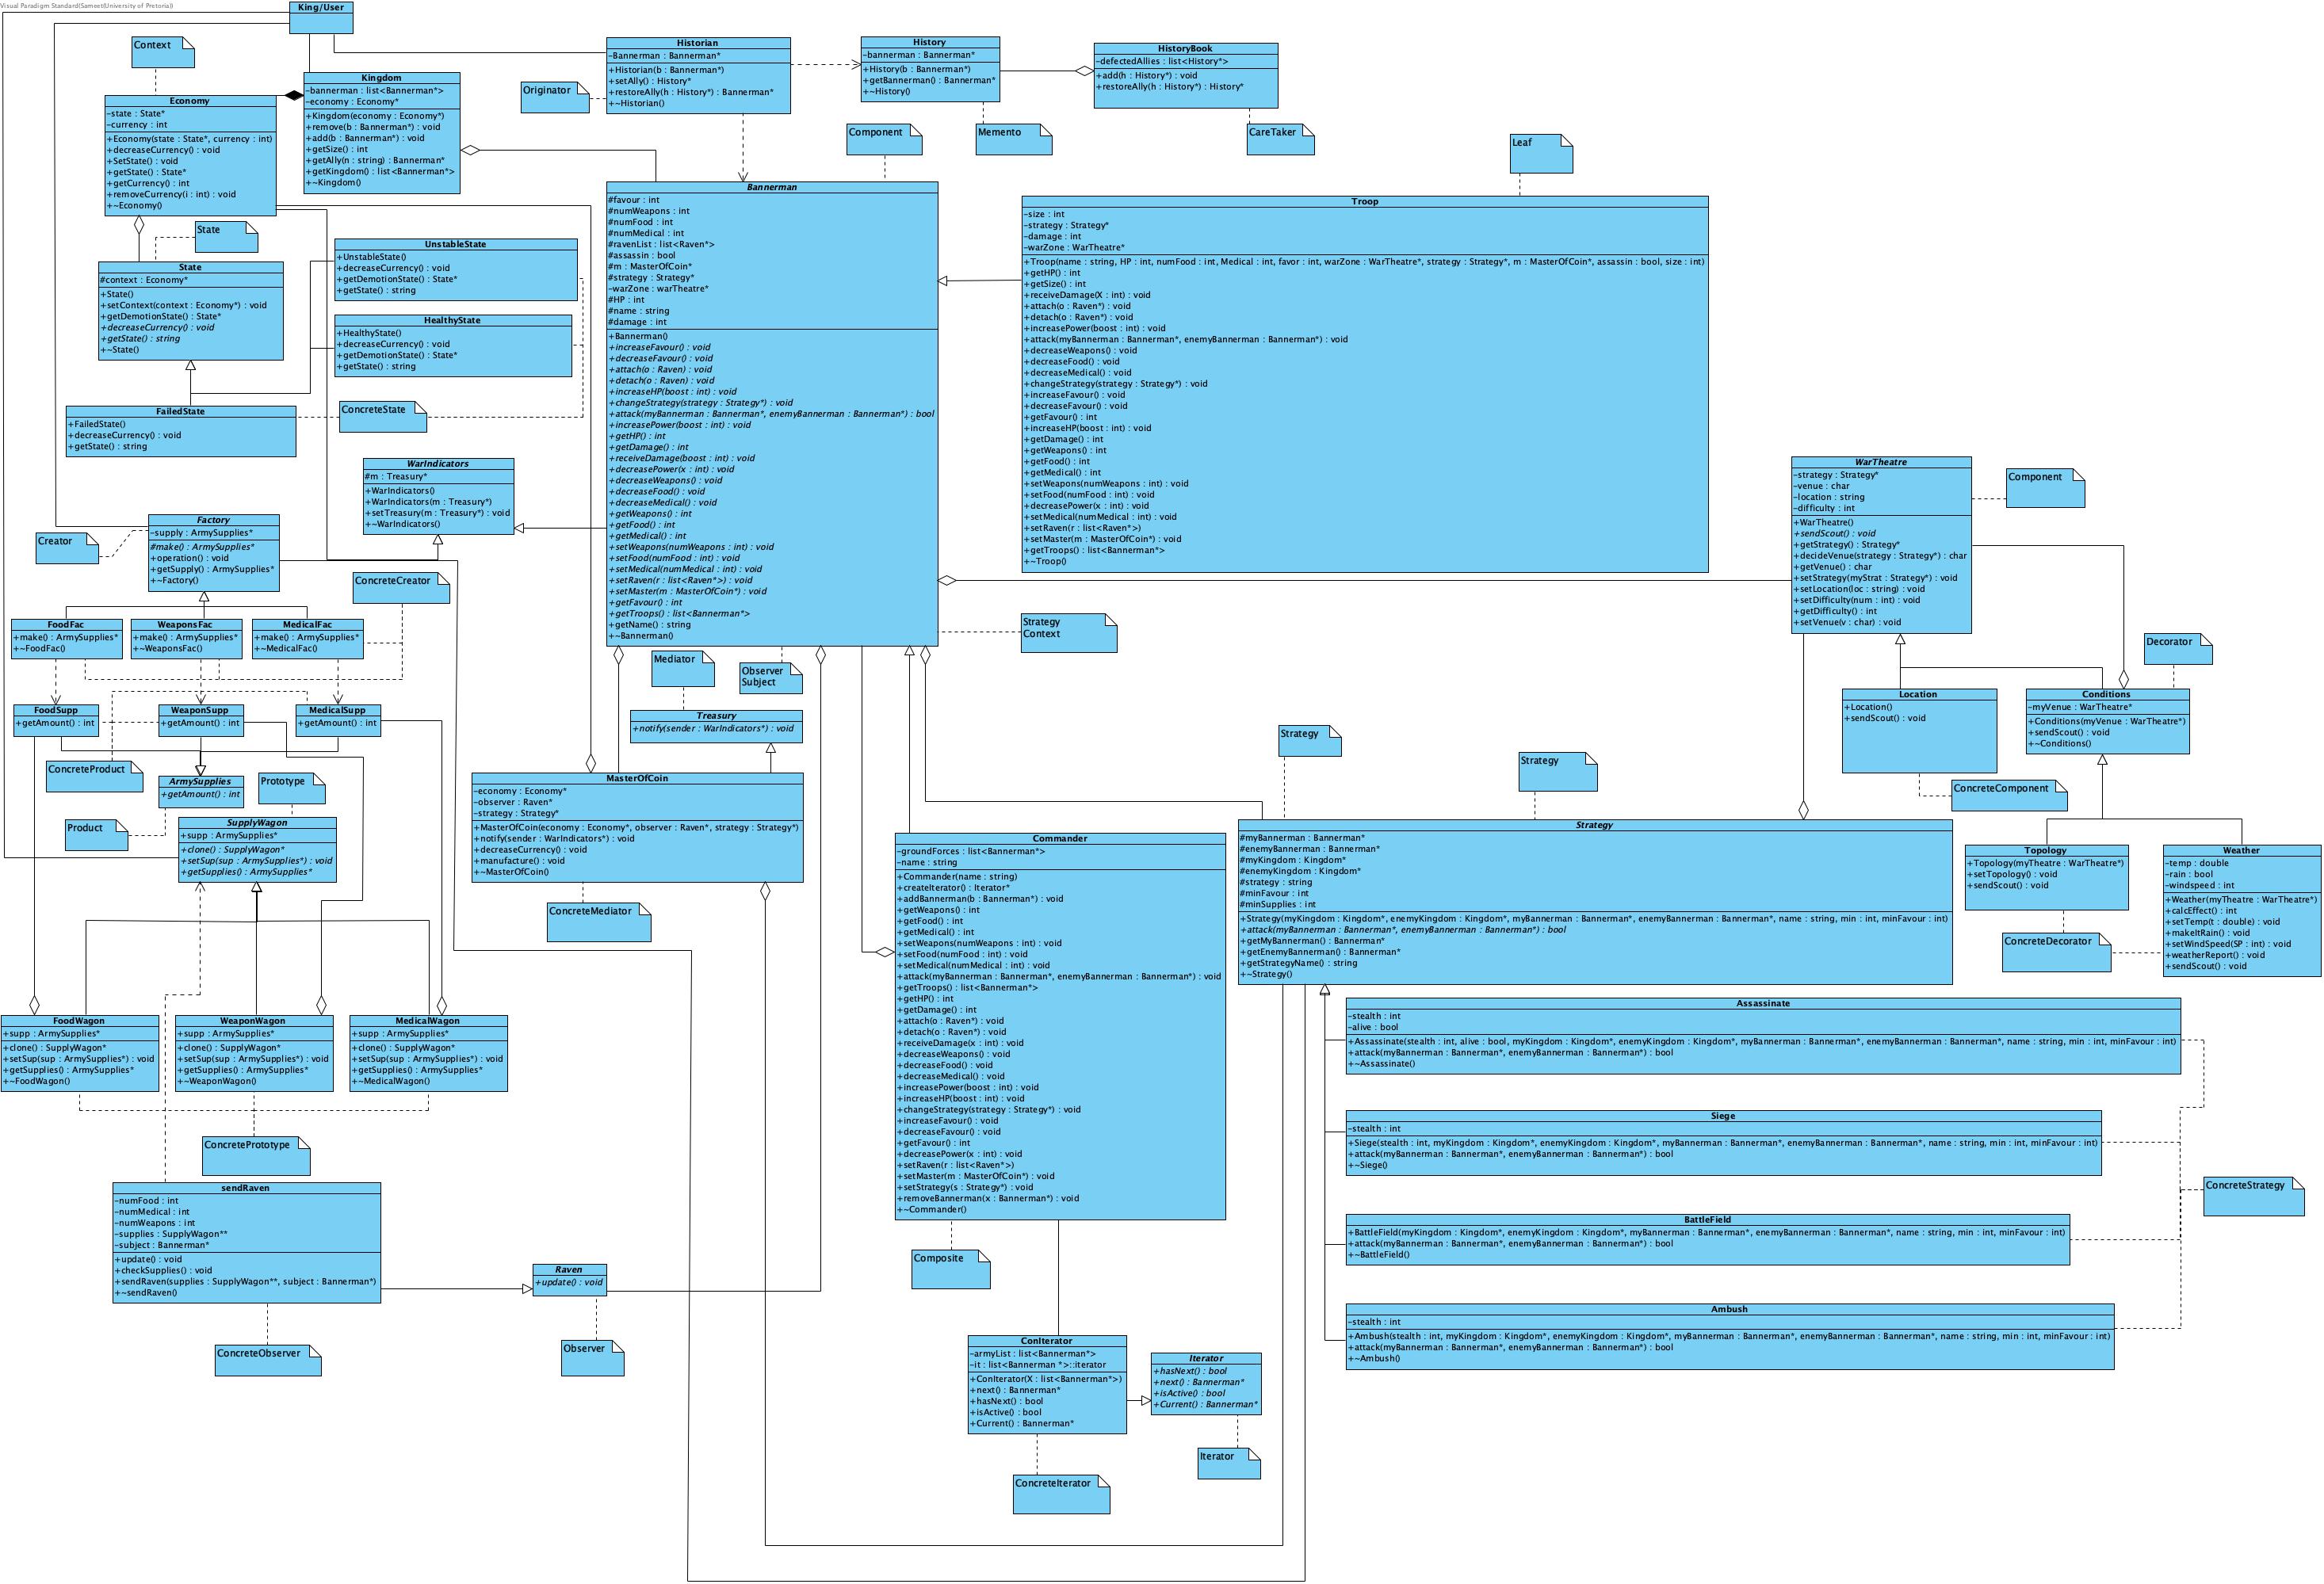 Visual Paradigm Standard(Sameet(University of Pretoria))
King/User
Context
Historian
-Bannerman : Bannerman*
+Historian(b : Bannerman*)
+setAlly() : History*
+restoreAlly(h : History*) : Bannerman*
+~Historian()
Originator
History
-bannerman : Bannerman*
+History(b : Bannerman*)
+getBannerman() : Bannerman*
+~History()
Memento
HistoryBook
-defectedAllies : list<History*>
+add(h : History*) : void
+restoreAlly(h : History*) : History*
CareTaker
Kingdom
-bannerman : list<Bannerman*>
-economy : Economy*
+Kingdom(economy : Economy*)
+remove(b : Bannerman*) : void
+add(b : Bannerman*) : void
+getSize() : int
+getAlly(n : string) : Bannerman*
+getKingdom() : list<Bannerman*>
+~Kingdom()
Economy
-state : State*
-currency : int
+Economy(state : State*, currency : int)
+decreaseCurrency() : void
+SetState() : void
+getState() : State*
+getCurrency() : int
+removeCurrency(i : int) : void
+~Economy()
Component
Leaf
State
State
#context : Economy*
+State()
+setContext(context : Economy*) : void
+getDemotionState() : State*
+decreaseCurrency() : void
+getState() : string
+~State()
UnstableState
+UnstableState()
+decreaseCurrency() : void
+getDemotionState() : State*
+getState() : string
HealthyState
+HealthyState()
+decreaseCurrency() : void
+getDemotionState() : State*
+getState() : string
FailedState
+FailedState()
+decreaseCurrency() : void
+getState() : string
ConcreteState
Bannerman
#favour : int
#numWeapons : int
#numFood : int
#numMedical : int
#ravenList : list<Raven*>
#assassin : bool
#m : MasterOfCoin*
#strategy : Strategy*
-warZone : warTheatre*
#HP : int
#name : string
#damage : int
+Bannerman()
+increaseFavour() : void
+decreaseFavour() : void
+attach(o : Raven) : void
+detach(o : Raven) : void
+increaseHP(boost : int) : void
+changeStrategy(strategy : Strategy*) : void
+attack(myBannerman : Bannerman*, enemyBannerman : Bannerman*) : bool
+increasePower(boost : int) : void
+getHP() : int
+getDamage() : int
+receiveDamage(boost : int) : void
+decreasePower(x : int) : void
+decreaseWeapons() : void
+decreaseFood() : void
+decreaseMedical() : void
+getWeapons() : int
+getFood() : int
+getMedical() : int
+setWeapons(numWeapons : int) : void
+setFood(numFood : int) : void
+setMedical(numMedical : int) : void
+setRaven(r : list<Raven*>) : void
+setMaster(m : MasterOfCoin*) : void
+getFavour() : int
+getTroops() : list<Bannerman*>
+getName() : string
+~Bannerman()
Troop
-size : int
-strategy : Strategy*
-damage : int
-warZone : WarTheatre*
+Troop(name : string, HP : int, numFood : int, Medical : int, favor : int, warZone : WarTheatre*, strategy : Strategy*, m : MasterOfCoin*, assassin : bool, size : int)
+getHP() : int
+getSize() : int
+receiveDamage(X : int) : void
+attach(o : Raven*) : void
+detach(o : Raven*) : void
+increasePower(boost : int) : void
+attack(myBannerman : Bannerman*, enemyBannerman : Bannerman*) : void
+decreaseWeapons() : void
+decreaseFood() : void
+decreaseMedical() : void
+changeStrategy(strategy : Strategy*) : void
+increaseFavour() : void
+decreaseFavour() : void
+getFavour() : int
+increaseHP(boost : int) : void
+getDamage() : int
+getWeapons() : int
+getFood() : int
+getMedical() : int
+setWeapons(numWeapons : int) : void
+setFood(numFood : int) : void
+decreasePower(x : int) : void
+setMedical(numMedical : int) : void
+setRaven(r : list<Raven*>)
+setMaster(m : MasterOfCoin*) : void
+getTroops() : list<Bannerman*>
+~Troop()
WarIndicators
#m : Treasury*
+WarIndicators()
+WarIndicators(m : Treasury*)
+setTreasury(m : Treasury*) : void
+~WarIndicators()
WarTheatre
-strategy : Strategy*
-venue : char
-location : string
-difficulty : int
+WarTheatre()
+sendScout() : void
+getStrategy() : Strategy*
+decideVenue(strategy : Strategy*) : char
+getVenue() : char
+setStrategy(myStrat : Strategy*) : void
+setLocation(loc : string) : void
+setDifficulty(num : int) : void
+getDifficulty() : int
+setVenue(v : char) : void
Component
Factory
-supply : ArmySupplies*
#make() : ArmySupplies*
+operation() : void
+getSupply() : ArmySupplies*
+~Factory()
Creator
ConcreteCreator
FoodFac
+make() : ArmySupplies*
+~FoodFac()
WeaponsFac
+make() : ArmySupplies*
+~WeaponsFac()
MedicalFac
+make() : ArmySupplies*
+~MedicalFac()
Strategy
Context
Mediator
Observer
Subject
Decorator
FoodSupp
+getAmount() : int
WeaponSupp
+getAmount() : int
MedicalSupp
+getAmount() : int
Treasury
+notify(sender : WarIndicators*) : void
Location
+Location()
+sendScout() : void
Conditions
-myVenue : WarTheatre*
+Conditions(myVenue : WarTheatre*)
+sendScout() : void
+~Conditions()
ConcreteProduct
ArmySupplies
+getAmount() : int
Prototype
Product
Strategy
Strategy
ConcreteComponent
SupplyWagon
+supp : ArmySupplies*
+clone() : SupplyWagon*
+setSup(sup : ArmySupplies*) : void
+getSupplies() : ArmySupplies*
MasterOfCoin
-economy : Economy*
-observer : Raven*
-strategy : Strategy*
+MasterOfCoin(economy : Economy*, observer : Raven*, strategy : Strategy*)
+notify(sender : WarIndicators*) : void
+decreaseCurrency() : void
+manufacture() : void
+~MasterOfCoin()
ConcreteMediator
Commander
-groundForces : list<Bannerman*>
-name : string
+Commander(name : string)
+createIterator() : Iterator*
+addBannerman(b : Bannerman*) : void
+getWeapons() : int
+getFood() : int
+getMedical() : int
+setWeapons(numWeapons : int) : void
+setFood(numFood : int) : void
+setMedical(numMedical : int) : void
+attack(myBannerman : Bannerman*, enemyBannerman : Bannerman*) : void
+getTroops() : list<Bannerman*>
+getHP() : int
+getDamage() : int
+attach(o : Raven*) : void
+detach(o : Raven*) : void
+receiveDamage(x : int) : void
+decreaseWeapons() : void
+decreaseFood() : void
+decreaseMedical() : void
+increasePower(boost : int) : void
+increaseHP(boost : int) : void
+changeStrategy(strategy : Strategy*) : void
+increaseFavour() : void
+decreaseFavour() : void
+getFavour() : int
+decreasePower(x : int) : void
+setRaven(r : list<Raven*>)
+setMaster(m : MasterOfCoin*) : void
+setStrategy(s : Strategy*) : void
+removeBannerman(x : Bannerman*) : void
+~Commander()
Composite
Strategy
#myBannerman : Bannerman*
#enemyBannerman : Bannerman*
#myKingdom : Kingdom*
#enemyKingdom : Kingdom*
#strategy : string
#minFavour : int
#minSupplies : int
+Strategy(myKingdom : Kingdom*, enemyKingdom : Kingdom*, myBannerman : Bannerman*, enemyBannerman : Bannerman*, name : string, min : int, minFavour : int)
+attack(myBannerman : Bannerman*, enemyBannerman : Bannerman*) : bool
+getMyBannerman() : Bannerman*
+getEnemyBannerman() : Bannerman*
+getStrategyName() : string
+~Strategy()
Topology
+Topology(myTheatre : WarTheatre*)
+setTopology() : void
+sendScout() : void
Weather
-temp : double
-rain : bool
-windspeed : int
+Weather(myTheatre : WarTheatre*)
+calcEffect() : int
+setTemp(t : double) : void
+makeItRain() : void
+setWindSpeed(SP : int) : void
+weatherReport() : void
+sendScout() : void
ConcreteDecorator
FoodWagon
+supp : ArmySupplies*
+clone() : SupplyWagon*
+setSup(sup : ArmySupplies*) : void
+getSupplies() : ArmySupplies*
+~FoodWagon()
WeaponWagon
+supp : ArmySupplies*
+clone() : SupplyWagon*
+setSup(sup : ArmySupplies*) : void
+getSupplies() : ArmySupplies*
+~WeaponWagon()
MedicalWagon
+supp : ArmySupplies*
+clone() : SupplyWagon*
+setSup(sup : ArmySupplies*) : void
+getSupplies() : ArmySupplies*
+~MedicalWagon()
ConcretePrototype
Assassinate
-stealth : int
-alive : bool
+Assassinate(stealth : int, alive : bool, myKingdom : Kingdom*, enemyKingdom : Kingdom*, myBannerman : Bannerman*, enemyBannerman : Bannerman*, name : string, min : int, minFavour : int)
+attack(myBannerman : Bannerman*, enemyBannerman : Bannerman*) : bool
+~Assassinate()
Siege
-stealth : int
+Siege(stealth : int, myKingdom : Kingdom*, enemyKingdom : Kingdom*, myBannerman : Bannerman*, enemyBannerman : Bannerman*, name : string, min : int, minFavour : int)
+attack(myBannerman : Bannerman*, enemyBannerman : Bannerman*) : bool
+~Siege()
ConcreteStrategy
BattleField
+BattleField(myKingdom : Kingdom*, enemyKingdom : Kingdom*, myBannerman : Bannerman*, enemyBannerman : Bannerman*, name : string, min : int, minFavour : int)
+attack(myBannerman : Bannerman*, enemyBannerman : Bannerman*) : bool
+~BattleField()
Ambush
-stealth : int
+Ambush(stealth : int, myKingdom : Kingdom*, enemyKingdom : Kingdom*, myBannerman : Bannerman*, enemyBannerman : Bannerman*, name : string, min : int, minFavour : int)
+attack(myBannerman : Bannerman*, enemyBannerman : Bannerman*) : bool
+~Ambush()
sendRaven
-numFood : int
-numMedical : int
-numWeapons : int
-supplies : SupplyWagon**
-subject : Bannerman*
+update() : void
+checkSupplies() : void
+sendRaven(supplies : SupplyWagon**, subject : Bannerman*)
+~sendRaven()
ConcreteObserver
Raven
+update() : void
Observer
ConIterator
-armyList : list<Bannerman*>
-it : list<Bannerman *>::iterator
+ConIterator(X : list<Bannerman*>)
+next() : Bannerman*
+hasNext() : bool
+isActive() : bool
+Current() : Bannerman*
ConcreteIterator
Iterator
+hasNext() : bool
+next() : Bannerman*
+isActive() : bool
+Current() : Bannerman*
Iterator